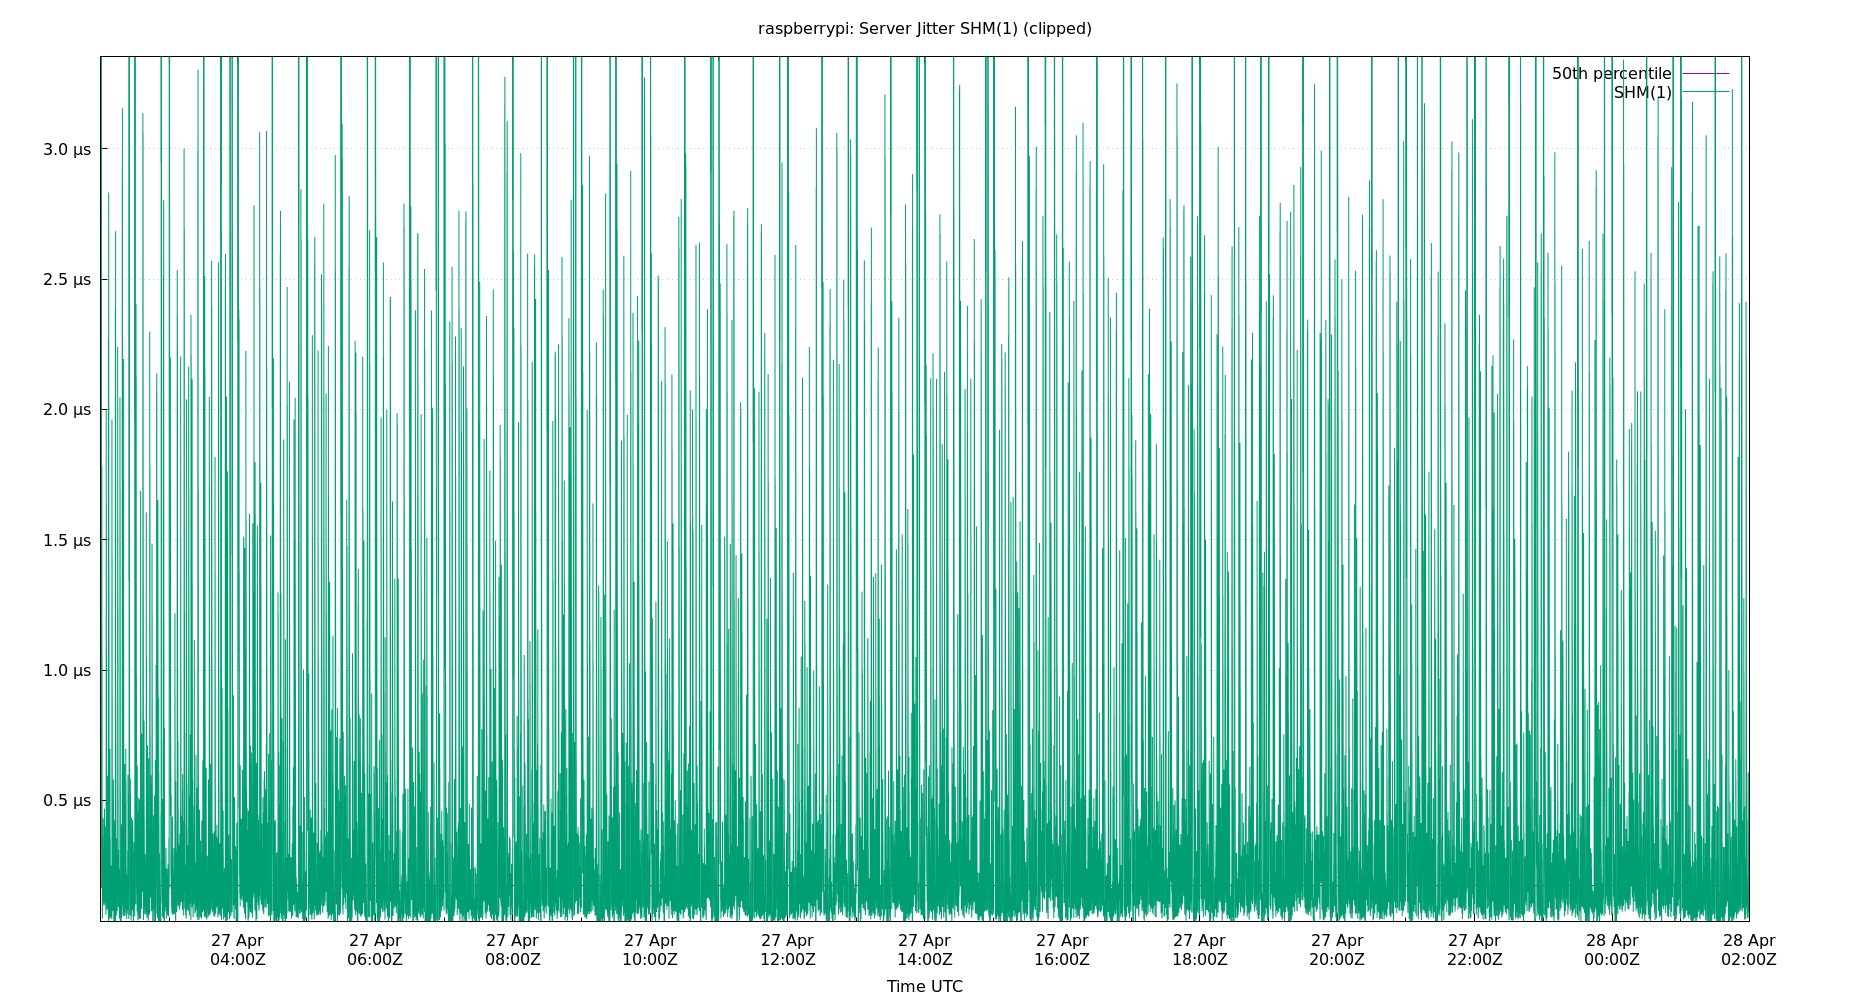 raspberrypi: Server Jitter SHM(1) (clipped)
50th percentile
SHM(1)
3.0 µs
2.5 µs
2.0 µs
1.5 µs
1.0 µs
0.5 µs
27 Apr 27 Apr 27 Apr 27 Apr 27 Apr 27 Apr 27 Apr 27 Apr 27 Apr 27 Apr 28 Apr 28 Apr
04:00Z 06:00Z 08:00Z 10:00Z 12:00Z 14:00Z 16:00Z 18:00Z 20:00Z 22:00Z 00:00Z 02:00Z
Time UTC